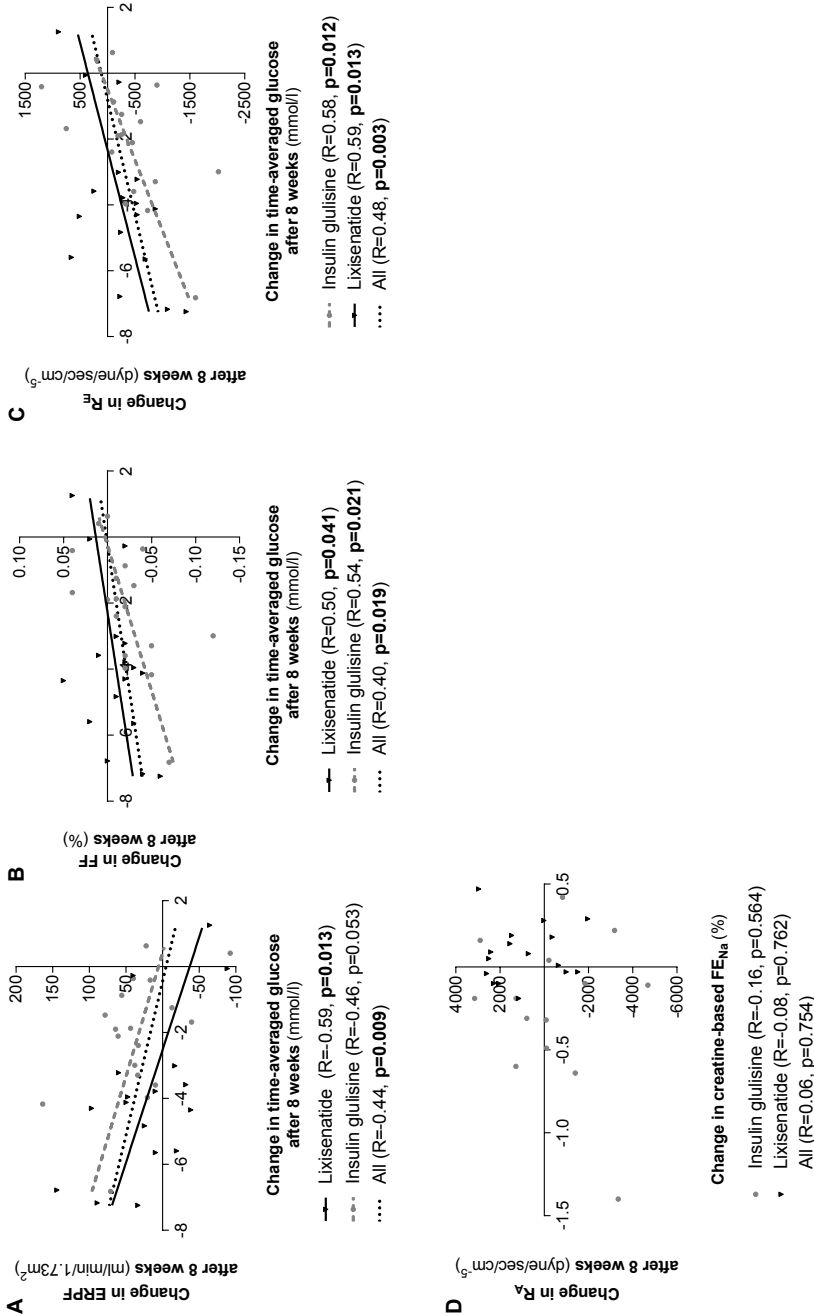 A
Change in ERPF
after 8 weeks (ml/min/1.73m²)
200
150
100
50
-50
-100
-8
-6
-4
-2
2
Change in time-averaged glucose
after 8 weeks (mmol/l)
Lixisenatide (R=-0.59, p=0.013)
Insulin glulisine (R=-0.46, p=0.053)
All (R=-0.44, p=0.009)
B
Change in FF
after 8 weeks (%)
0.10
0.05
-0.05
-0.10
-0.15
-8
-6
-4
-2
2
Change in time-averaged glucose
after 8 weeks (mmol/l)
Lixisenatide (R=0.50, p=0.041)
Insulin glulisine (R=0.54, p=0.021)
All (R=0.40, p=0.019)
C
Change in RE
after 8 weeks (dyne/sec/cm⁻⁵)
1500
500
-500
-1500
-2500
-8
-6
-4
-2
2
Change in time-averaged glucose
after 8 weeks (mmol/l)
Insulin glulisine (R=0.58, p=0.012)
Lixisenatide (R=0.59, p=0.013)
All (R=0.48, p=0.003)
D
Change in RA
after 8 weeks (dyne/sec/cm⁻⁵)
4000
2000
-2000
-4000
-6000
-1.5
-1.0
-0.5
0.5
Change in creatine-based FENa (%)
Insulin glulisine (R=-0.16, p=0.564)
Lixisenatide (R=-0.08, p=0.762)
All (R=0.06, p=0.754)